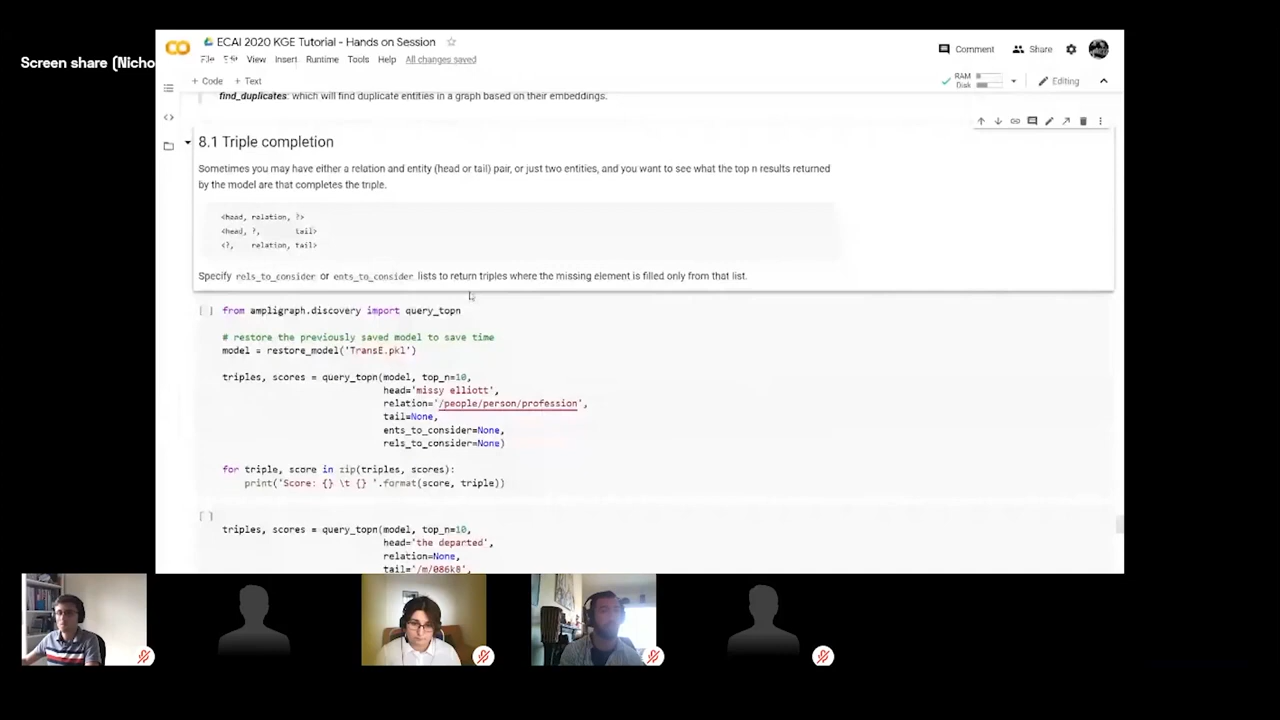 ECAI 2020 KGE Tutorial - Hands on Session
Screen share (Nicho
File Edit View Insert Runtime Tools Help All changes saved
Comment Share
+ Code + Text
RAM
Disk
Editing
find_duplicates: which will find duplicate entities in a graph based on their embeddings.
8.1 Triple completion
Sometimes you may have either a relation and entity (head or tail) pair, or just two entities, and you want to see what the top n results returned
by the model are that completes the triple.
<head, relation, ?>
<head, ?, tail>
<?, relation, tail>
Specify rels_to_consider or ents_to_consider lists to return triples where the missing element is filled only from that list.
[ ] from ampligraph.discovery import query_topn
# restore the previously saved model to save time
model = restore_model('TransE.pkl')
triples, scores = query_topn(model, top_n=10,
head='missy elliott',
relation='/people/person/profession',
tail=None,
ents_to_consider=None,
rels_to_consider=None)
for triple, score in zip(triples, scores):
print('Score: {} \t {} '.format(score, triple))
[ ]
triples, scores = query_topn(model, top_n=10,
head='the departed',
relation=None,
tail='/m/086k8',